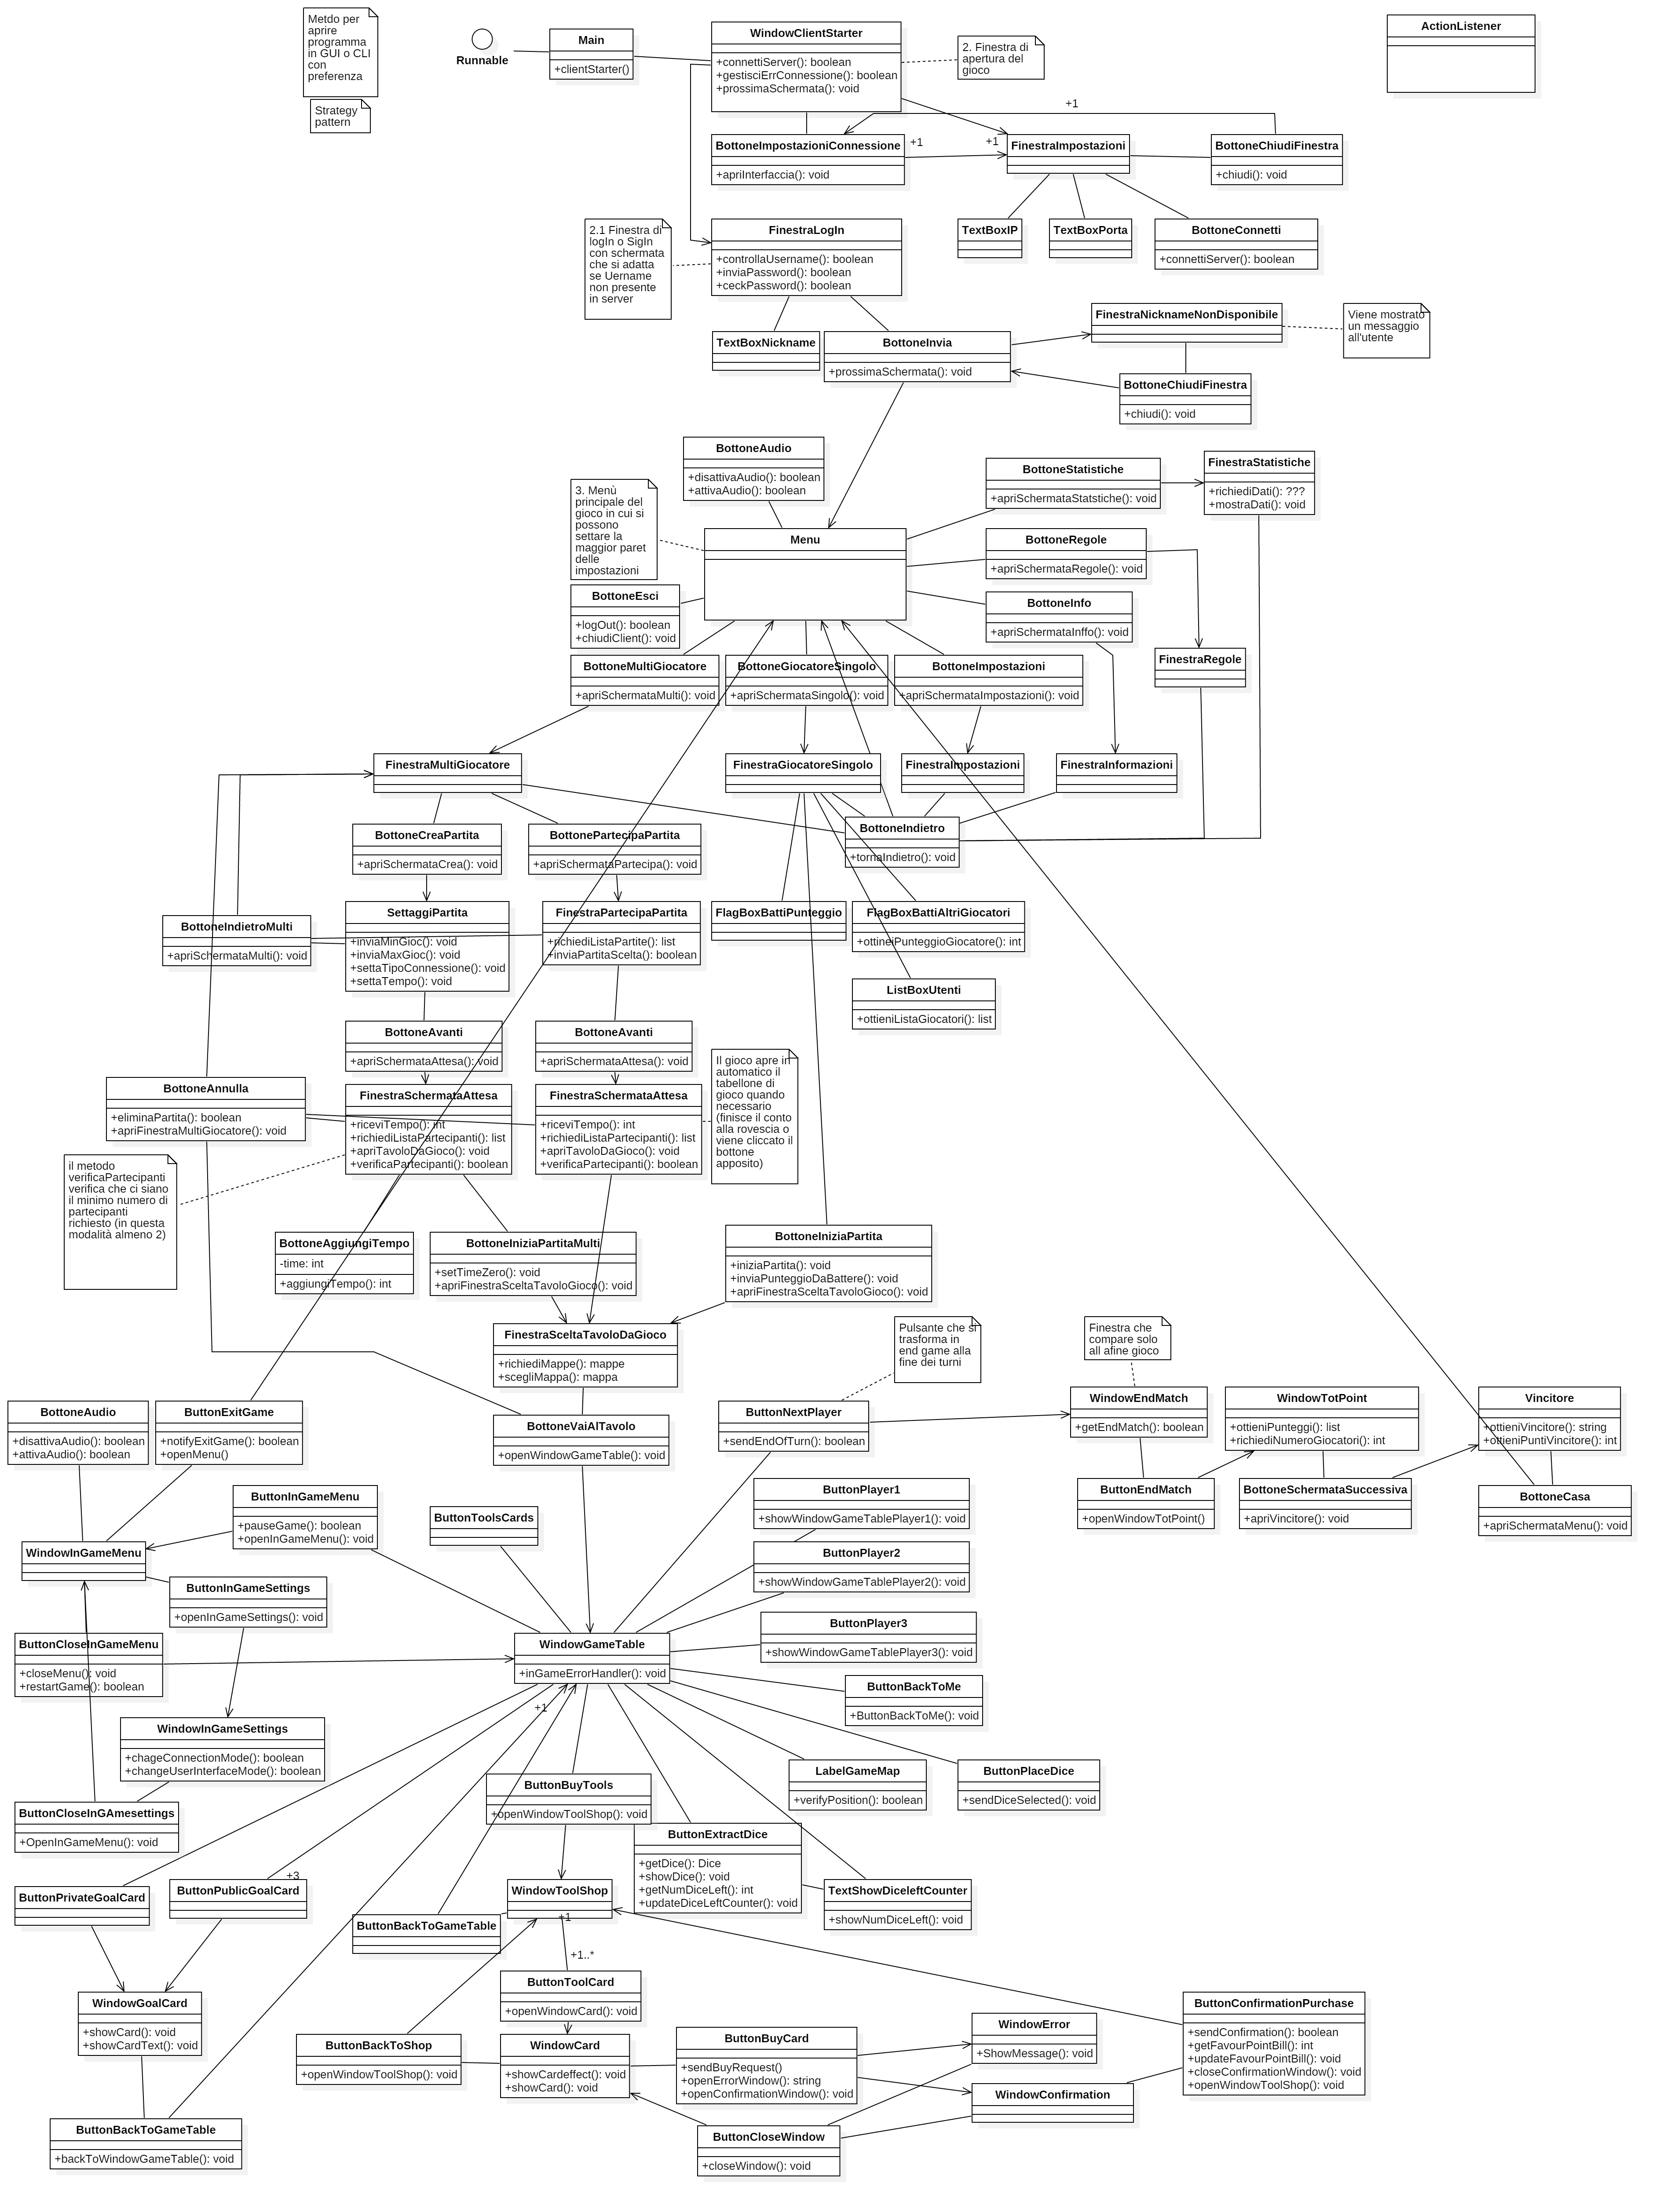 Metdo per
aprire
programma
in GUI o CLI
con
preferenza
Strategy
pattern
Runnable
Main
+clientStarter()
WindowClientStarter
+connettiServer(): boolean
+gestisciErrConnessione(): boolean
+prossimaSchermata(): void
2. Finestra di
apertura del
gioco
ActionListener
+1
BottoneImpostazioniConnessione
+apriInterfaccia(): void
+1
+1
FinestraImpostazioni
BottoneChiudiFinestra
+chiudi(): void
2.1 Finestra di
logIn o SigIn
con schermata
che si adatta
se Uername
non presente
in server
FinestraLogIn
+controllaUsername(): boolean
+inviaPassword(): boolean
+ceckPassword(): boolean
TextBoxIP
TextBoxPorta
BottoneConnetti
+connettiServer(): boolean
TextBoxNickname
BottoneInvia
+prossimaSchermata(): void
FinestraNicknameNonDisponibile
Viene mostrato
un messaggio
all'utente
BottoneChiudiFinestra
+chiudi(): void
BottoneAudio
+disattivaAudio(): boolean
+attivaAudio(): boolean
BottoneStatistiche
+apriSchermataStatstiche(): void
FinestraStatistiche
+richiediDati(): ???
+mostraDati(): void
3. Menù
principale del
gioco in cui si
possono
settare la
maggior paret
delle
impostazioni
Menu
BottoneRegole
+apriSchermataRegole(): void
BottoneEsci
+logOut(): boolean
+chiudiClient(): void
BottoneInfo
+apriSchermataInffo(): void
BottoneMultiGiocatore
+apriSchermataMulti(): void
BottoneGiocatoreSingolo
+apriSchermataSingolo(): void
BottoneImpostazioni
+apriSchermataImpostazioni(): void
FinestraRegole
FinestraMultiGiocatore
FinestraGiocatoreSingolo
FinestraImpostazioni
FinestraInformazioni
BottoneCreaPartita
+apriSchermataCrea(): void
BottonePartecipaPartita
+apriSchermataPartecipa(): void
BottoneIndietro
+tornaIndietro(): void
BottoneIndietroMulti
+apriSchermataMulti(): void
SettaggiPartita
+inviaMinGioc(): void
+inviaMaxGioc(): void
+settaTipoConnessione(): void
+settaTempo(): void
FinestraPartecipaPartita
+richiediListaPartite(): list
+inviaPartitaScelta(): boolean
FlagBoxBattiPunteggio
FlagBoxBattiAltriGiocatori
+ottineiPunteggioGiocatore(): int
ListBoxUtenti
+ottieniListaGiocatori(): list
BottoneAvanti
+apriSchermataAttesa(): void
BottoneAvanti
+apriSchermataAttesa(): void
Il gioco apre in
automatico il
tabellone di
gioco quando
necessario
(finisce il conto
alla rovescia o
viene cliccato il
bottone
apposito)
BottoneAnnulla
+eliminaPartita(): boolean
+apriFinestraMultiGiocatore(): void
FinestraSchermataAttesa
+riceviTempo(): int
+richiediListaPartecipanti(): list
+apriTavoloDaGioco(): void
+verificaPartecipanti(): boolean
FinestraSchermataAttesa
+riceviTempo(): int
+richiediListaPartecipanti(): list
+apriTavoloDaGioco(): void
+verificaPartecipanti(): boolean
il metodo
verificaPartecipanti
verifica che ci siano
il minimo numero di
partecipanti
richiesto (in questa
modalità almeno 2)
BottoneAggiungiTempo
-time: int
+aggiungiTempo(): int
BottoneIniziaPartitaMulti
+setTimeZero(): void
+apriFinestraSceltaTavoloGioco(): void
BottoneIniziaPartita
+iniziaPartita(): void
+inviaPunteggioDaBattere(): void
+apriFinestraSceltaTavoloGioco(): void
FinestraSceltaTavoloDaGioco
+richiediMappe(): mappe
+scegliMappa(): mappa
Pulsante che si
trasforma in
end game alla
fine dei turni
Finestra che
compare solo
all afine gioco
BottoneAudio
+disattivaAudio(): boolean
+attivaAudio(): boolean
ButtonExitGame
+notifyExitGame(): boolean
+openMenu()
BottoneVaiAlTavolo
+openWindowGameTable(): void
ButtonNextPlayer
+sendEndOfTurn(): boolean
WindowEndMatch
+getEndMatch(): boolean
WindowTotPoint
+ottieniPunteggi(): list
+richiediNumeroGiocatori(): int
Vincitore
+ottieniVincitore(): string
+ottieniPuntiVincitore(): int
ButtonInGameMenu
+pauseGame(): boolean
+openInGameMenu(): void
ButtonToolsCards
ButtonPlayer1
+showWindowGameTablePlayer1(): void
ButtonEndMatch
+openWindowTotPoint()
BottoneSchermataSuccessiva
+apriVincitore(): void
BottoneCasa
+apriSchermataMenu(): void
WindowInGameMenu
ButtonPlayer2
+showWindowGameTablePlayer2(): void
ButtonInGameSettings
+openInGameSettings(): void
ButtonPlayer3
+showWindowGameTablePlayer3(): void
ButtonCloseInGameMenu
+closeMenu(): void
+restartGame(): boolean
WindowGameTable
+inGameErrorHandler(): void
ButtonBackToMe
+ButtonBackToMe(): void
+1
WindowInGameSettings
+chageConnectionMode(): boolean
+changeUserInterfaceMode(): boolean
LabelGameMap
+verifyPosition(): boolean
ButtonPlaceDice
+sendDiceSelected(): void
ButtonCloseInGAmesettings
+OpenInGameMenu(): void
ButtonBuyTools
+openWindowToolShop(): void
ButtonExtractDice
+getDice(): Dice
+showDice(): void
+getNumDiceLeft(): int
+updateDiceLeftCounter(): void
+3
ButtonPrivateGoalCard
ButtonPublicGoalCard
WindowToolShop
TextShowDiceleftCounter
+showNumDiceLeft(): void
ButtonBackToGameTable
+1
+1..*
ButtonToolCard
+openWindowCard(): void
WindowGoalCard
+showCard(): void
+showCardText(): void
ButtonConfirmationPurchase
+sendConfirmation(): boolean
+getFavourPointBill(): int
+updateFavourPointBill(): void
+closeConfirmationWindow(): void
+openWindowToolShop(): void
ButtonBackToShop
+openWindowToolShop(): void
WindowCard
+showCardeffect(): void
+showCard(): void
ButtonBuyCard
+sendBuyRequest()
+openErrorWindow(): string
+openConfirmationWindow(): void
WindowError
+ShowMessage(): void
WindowConfirmation
ButtonBackToGameTable
+backToWindowGameTable(): void
ButtonCloseWindow
+closeWindow(): void